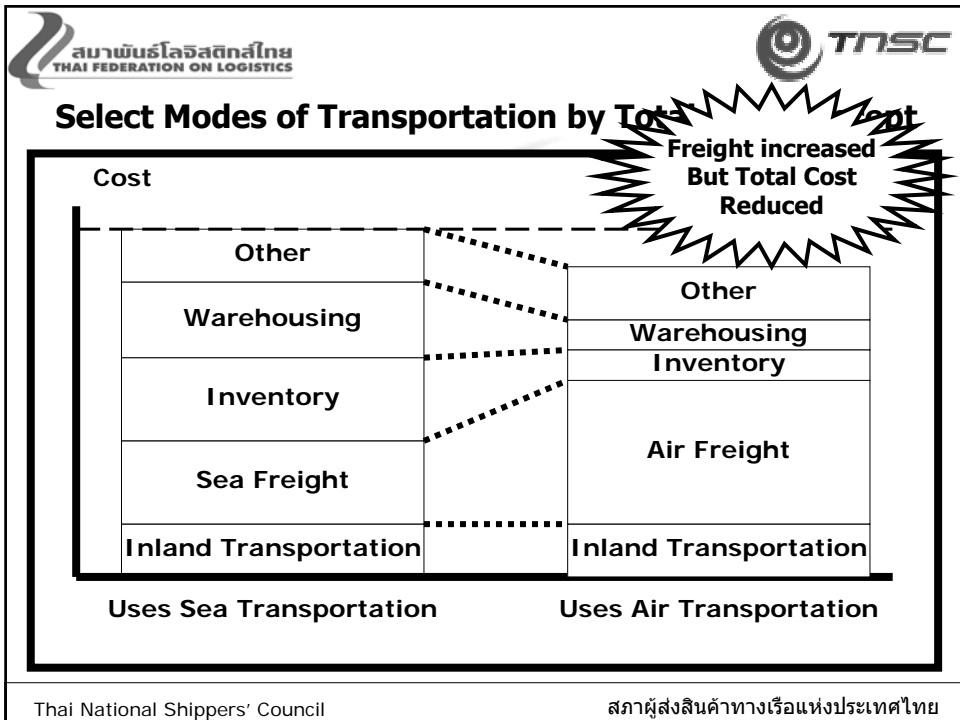 สมาพันธ์โลจิสติกส์ไทย
THAI FEDERATION ON LOGISTICS
TNSC
Select Modes of Transportation by
Freight increased
But Total Cost
Reduced
Cost
Other
Warehousing
Inventory
Sea Freight
Inland Transportation
Other
Warehousing
Inventory
Air Freight
Inland Transportation
Uses Sea Transportation
Uses Air Transportation
Thai National Shippers' Council
สภาผู้ส่งสินค้าทางเรือแห่งประเทศไทย